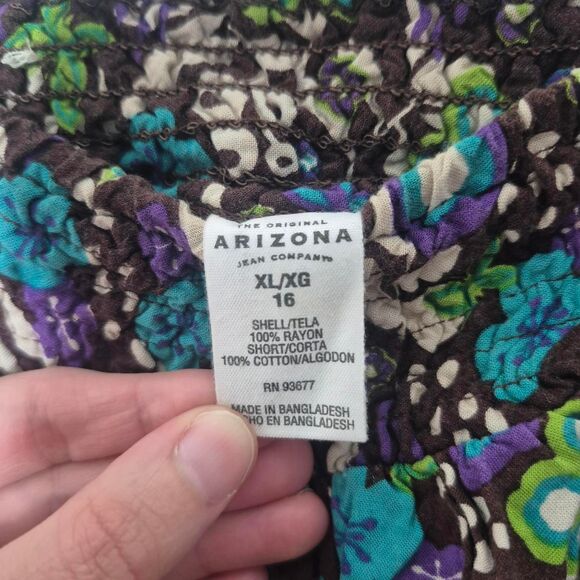 THE ORIGINAL
ARIZONA
JEAN COMPANY®
XL/XG
16
SHELL/TELA
100% RAYON
SHORT/CORTA
100% COTTON/ALGODON
RN 93677
MADE IN BANGLADESH
CHO EN BANGLADESH